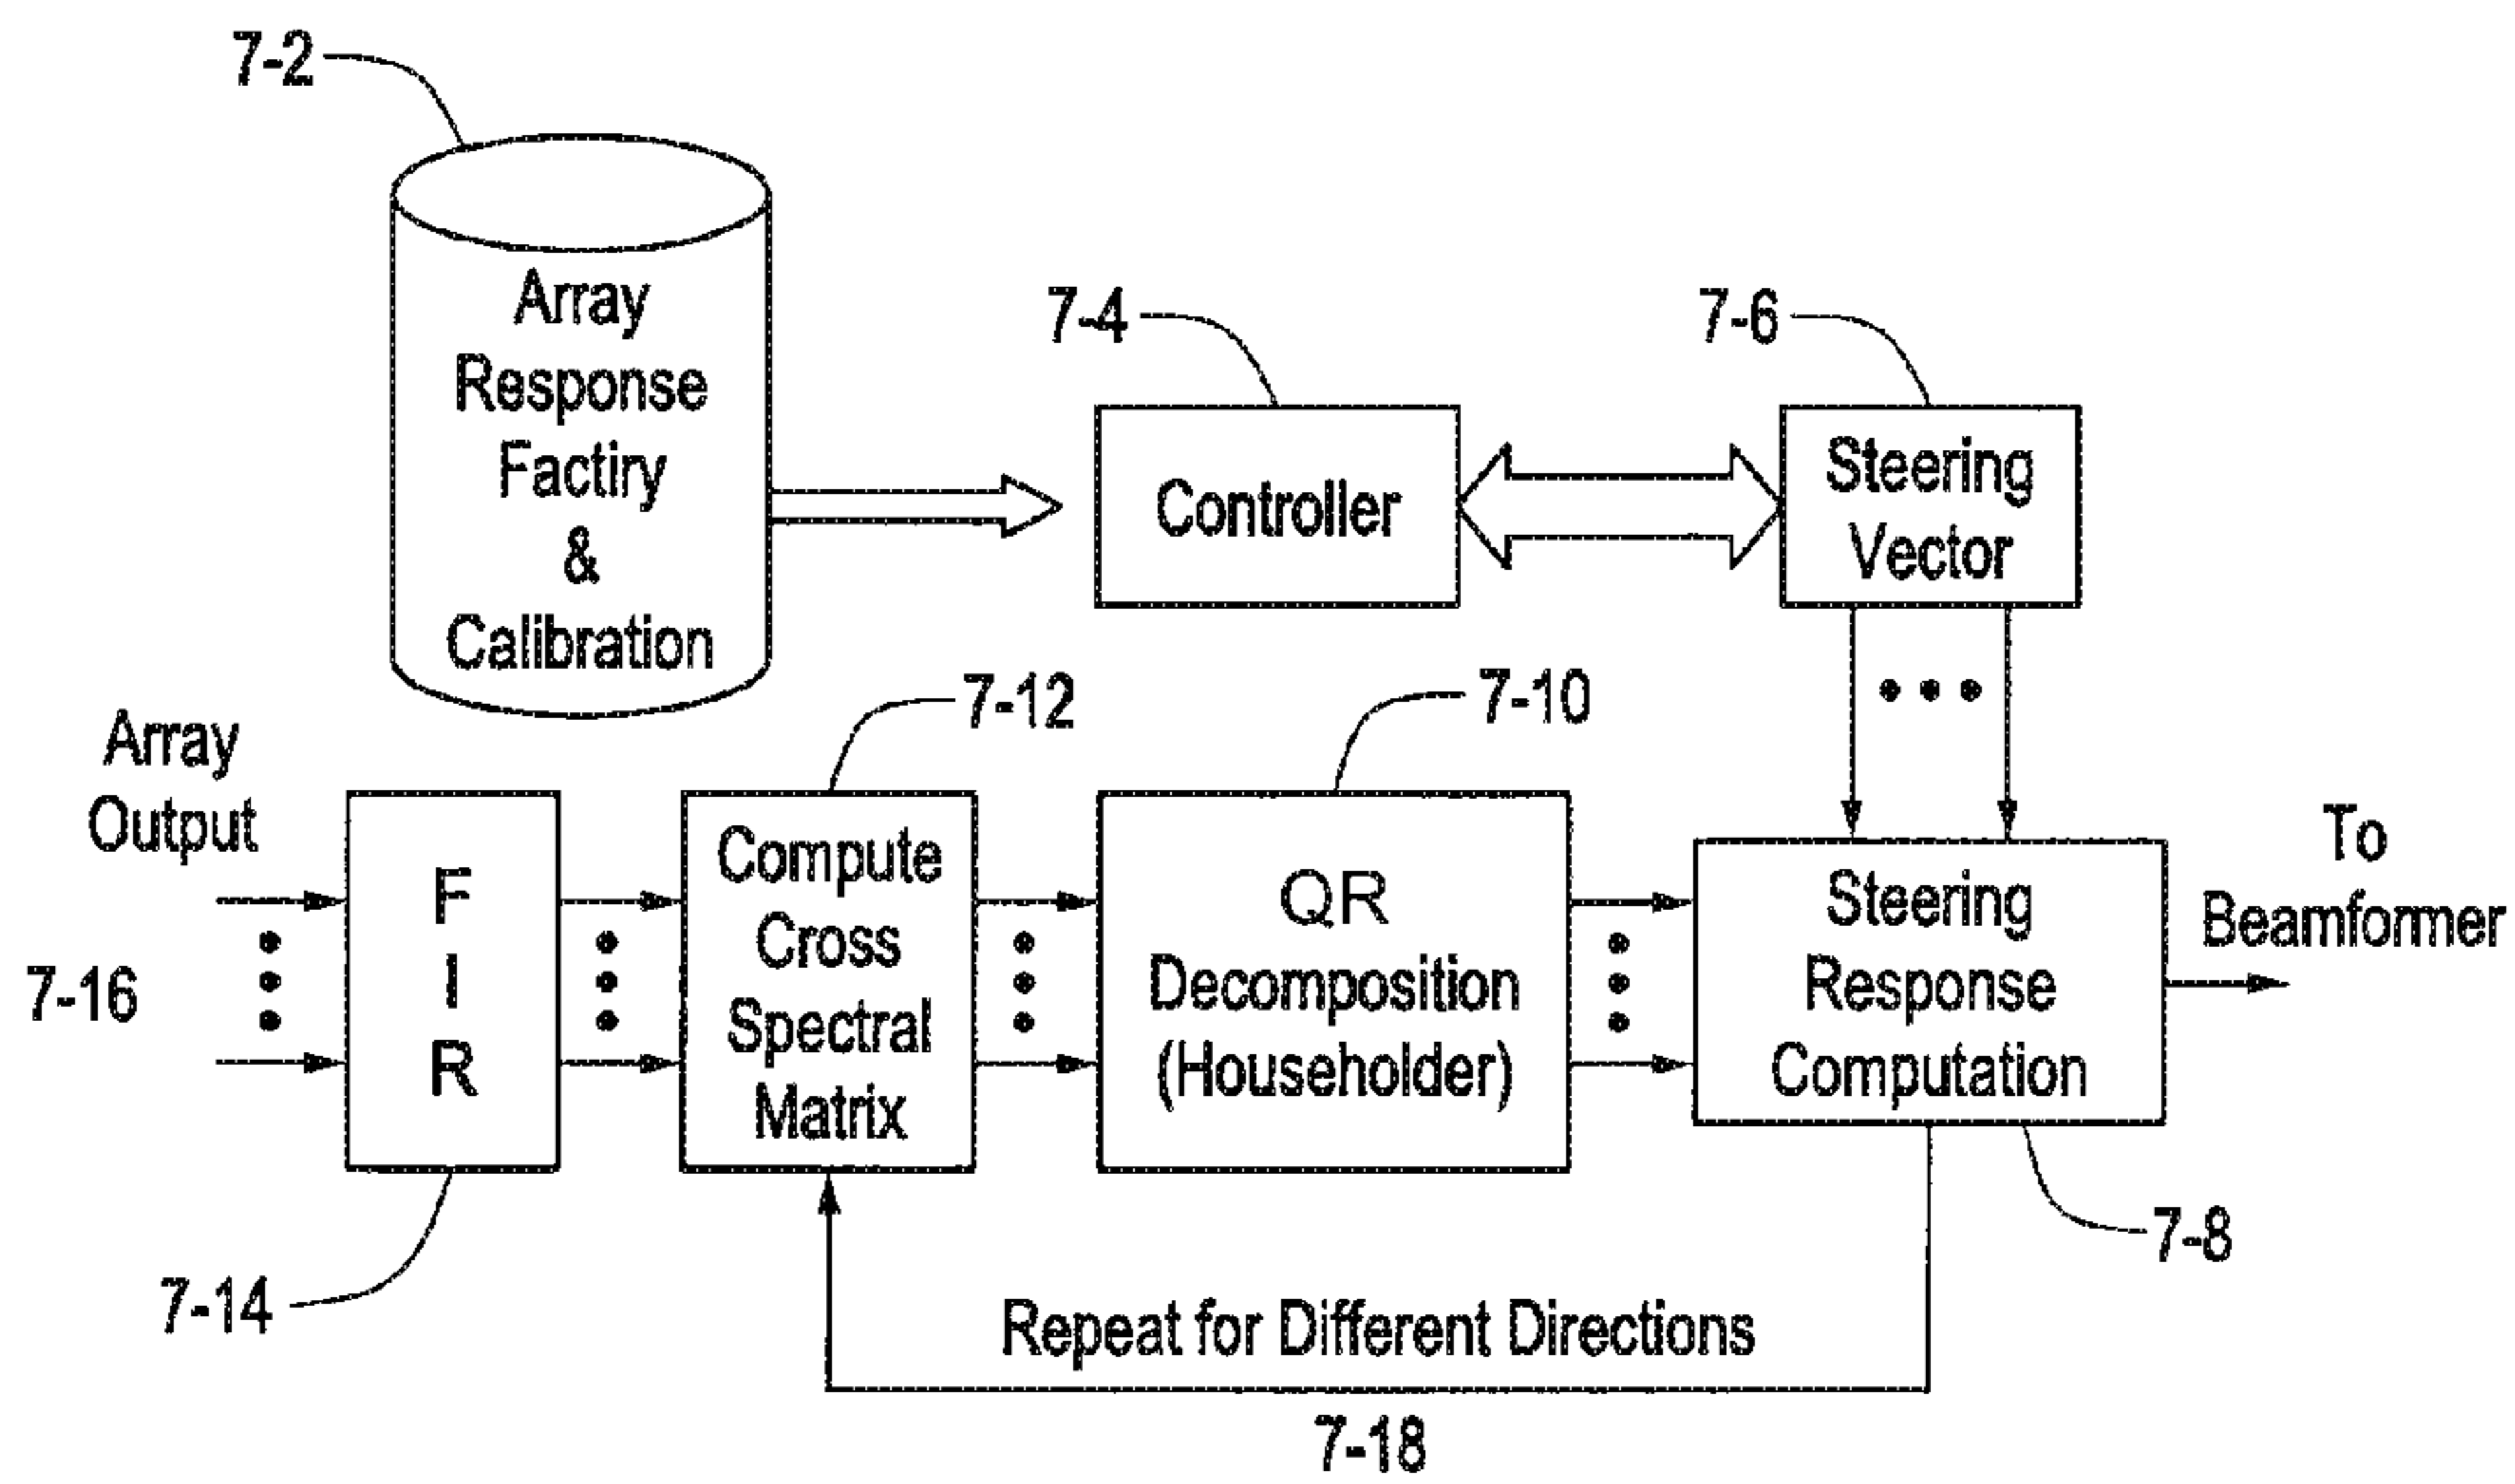 7-2
Array
Response
Factiry
&
Calibration
7-4
Controller
7-6
Steering
Vector
Array
Output
7-16
F
I
R
7-14
7-12
Compute
Cross
Spectral
Matrix
7-10
QR
Decomposition
(Householder)
Steering
Response
Computation
7-8
To
Beamformer
Repeat for Different Directions
7-18